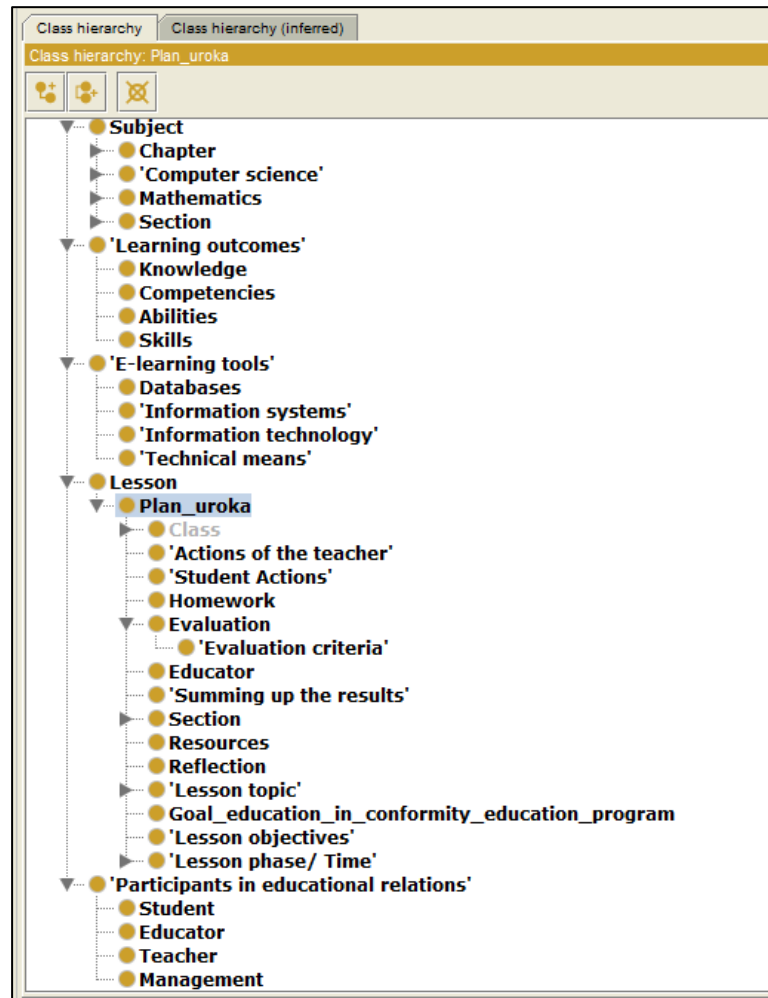 Class hierarchy Class hierarchy (inferred)
Class hierarchy: Plan_uroka
Subject
Chapter
'Computer science'
Mathematics
Section
'Learning outcomes'
Knowledge
Competencies
Abilities
Skills
'E-learning tools'
Databases
'Information systems'
'Information technology'
'Technical means'
Lesson
Plan_uroka
Class
'Actions of the teacher'
'Student Actions'
Homework
Evaluation
'Evaluation criteria'
Educator
'Summing up the results'
Section
Resources
Reflection
'Lesson topic'
Goal_education_in_conformity_education_program
'Lesson objectives'
'Lesson phase/ Time'
'Participants in educational relations'
Student
Educator
Teacher
Management